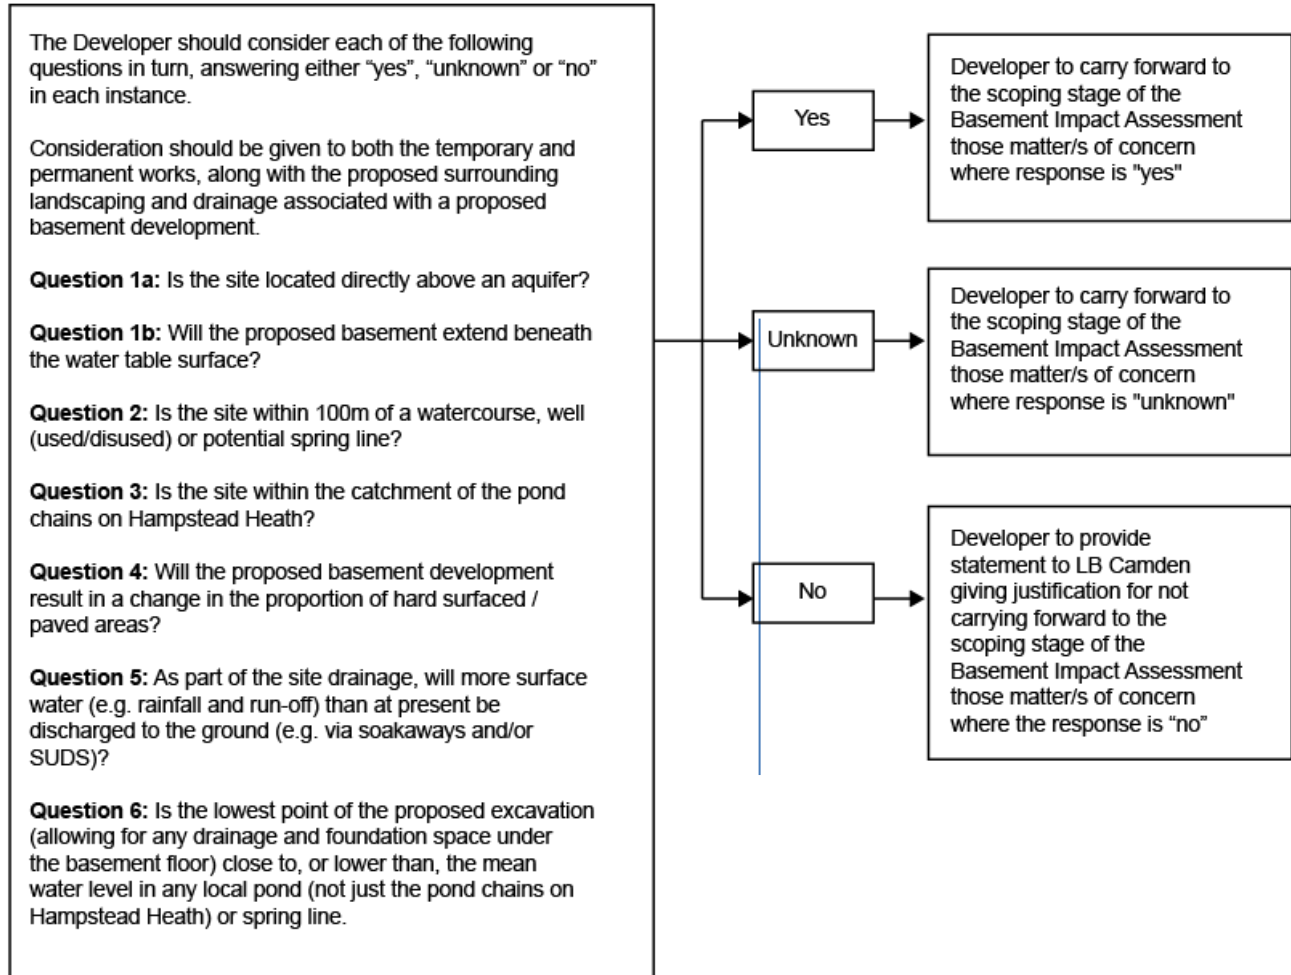 The Developer should consider each of the following
questions in turn, answering either “yes”, “unknown” or “no”
in each instance.
Consideration should be given to both the temporary and
permanent works, along with the proposed surrounding
landscaping and drainage associated with a proposed
basement development.
Question 1a: Is the site located directly above an aquifer?
Question 1b: Will the proposed basement extend beneath
the water table surface?
Question 2: Is the site within 100m of a watercourse, well
(used/disused) or potential spring line?
Question 3: Is the site within the catchment of the pond
chains on Hampstead Heath?
Question 4: Will the proposed basement development
result in a change in the proportion of hard surfaced /
paved areas?
Question 5: As part of the site drainage, will more surface
water (e.g. rainfall and run-off) than at present be
discharged to the ground (e.g. via soakaways and/or
SUDS)?
Question 6: Is the lowest point of the proposed excavation
(allowing for any drainage and foundation space under
the basement floor) close to, or lower than, the mean
water level in any local pond (not just the pond chains on
Hampstead Heath) or spring line.
Yes
Developer to carry forward to
the scoping stage of the
Basement Impact Assessment
those matter/s of concern
where response is "yes"
Unknown
Developer to carry forward to
the scoping stage of the
Basement Impact Assessment
those matter/s of concern
where response is "unknown"
No
Developer to provide
statement to LB Camden
giving justification for not
carrying forward to the
scoping stage of the
Basement Impact Assessment
those matter/s of concern
where the response is “no”